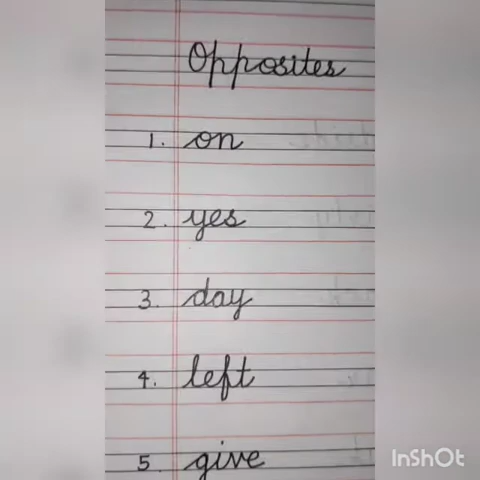 Opposites
1. on
2. yes
3. day
4. left
5. give
InShOt